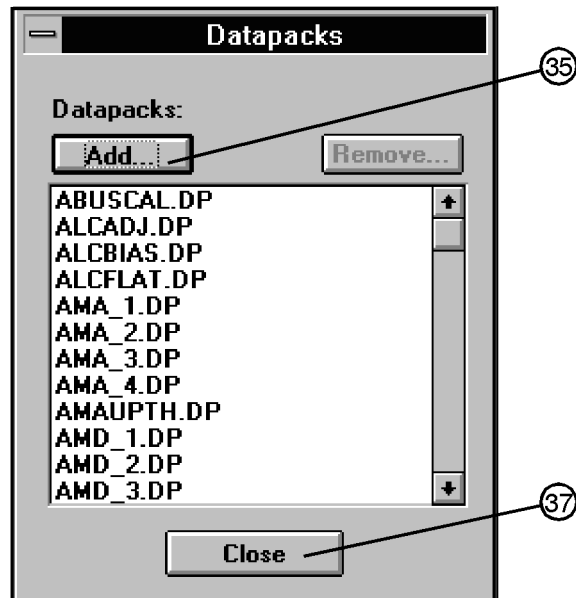 Datapacks
35
Datapacks:
Add... Remove...
ABUSCAL.DP
ALCADJ.DP
ALCBIAS.DP
ALCFLAT.DP
AMA_1.DP
AMA_2.DP
AMA_3.DP
AMA_4.DP
AMAUPTH.DP
AMD_1.DP
AMD_2.DP
AMD_3.DP
37
Close